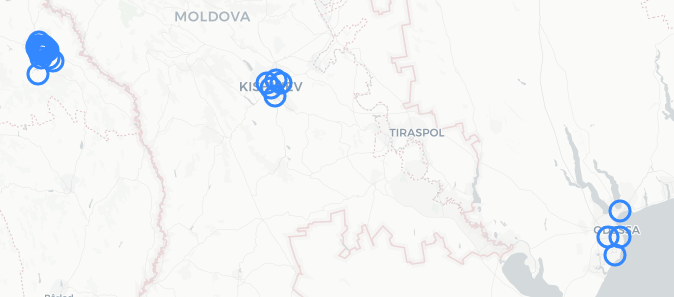 MOLDOVA
KISHINEV
TIRASPOL
ODESSA